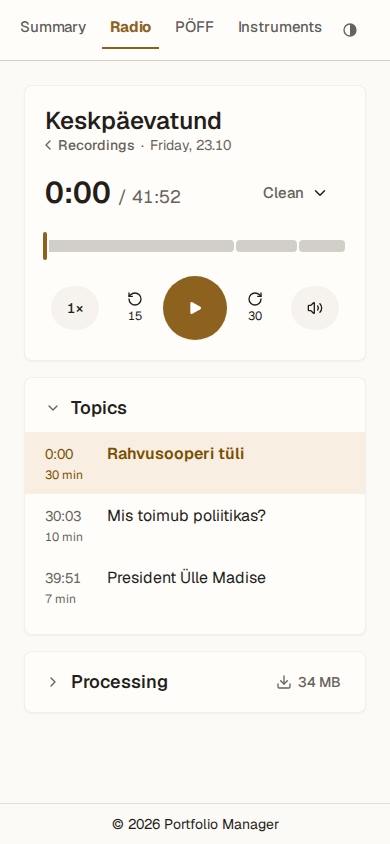 Summary Radio PÖFF Instruments
Keskpäevatund
Recordings · Friday, 23.10
0:00 / 41:52 Clean
1× 15 30
Topics
0:00 Rahvusooperi tüli
30 min
30:03 Mis toimub poliitikas?
10 min
39:51 President Ülle Madise
7 min
Processing 34 MB
© 2026 Portfolio Manager